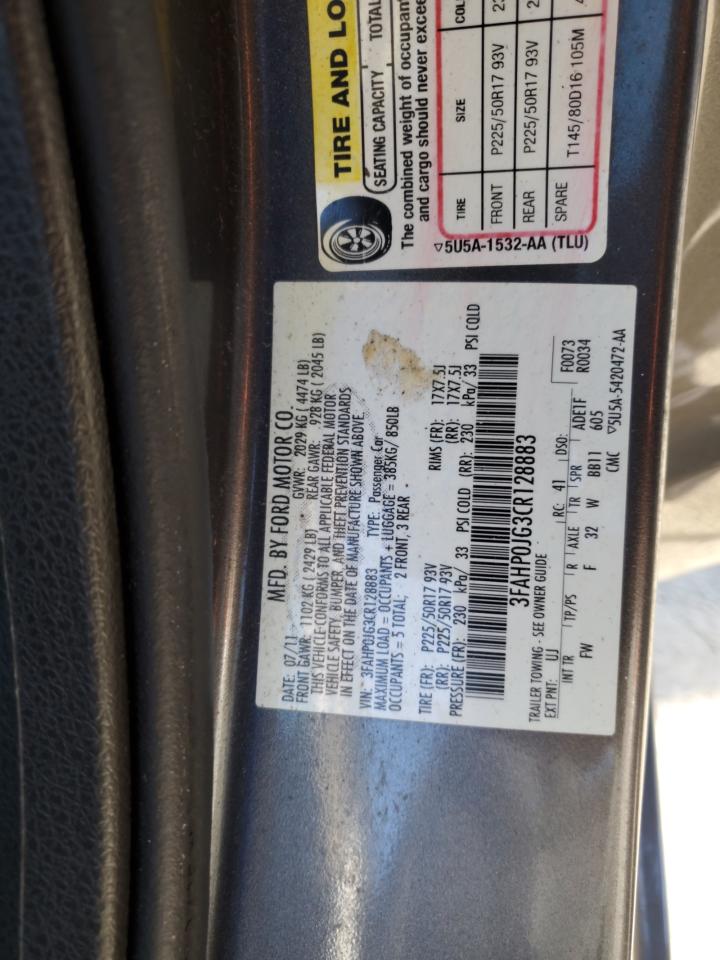 TIRE AND LO
SEATING CAPACITY TOTAL
The combined weight of occupant
and cargo should never excee
TIRE SIZE COL
FRONT P225/50R17 93V
REAR P225/50R17 93V
SPARE T145/80D16 105M
▽5U5A-1532-AA (TLU)
MFD. BY FORD MOTOR CO.
DATE: 07/11 GVWR: 2029 KG ( 4474 LB)
FRONT GAWR: 1102 KG ( 2429 LB) REAR GAWR: 928 KG ( 2045 LB)
THIS VEHICLE CONFORMS TO ALL APPLICABLE FEDERAL MOTOR
VEHICLE SAFETY, BUMPER, AND THEFT PREVENTION STANDARDS
IN EFFECT ON THE DATE OF MANUFACTURE SHOWN ABOVE.
VIN: 3FAHP0JG3CR128883 TYPE: Passenger Car
MAXIMUM LOAD = OCCUPANTS + LUGGAGE = 385KG/ 850LB
OCCUPANTS = 5 TOTAL: 2 FRONT, 3 REAR -
TIRE (FR): P225/50R17 93V RIMS (FR): 17X7.5J
(RR): P225/50R17 93V (RR): 17X7.5J
PRESSURE (FR): 230 kPa/ 33 PSI COLD (RR): 230 kPa/ 33 PSI COLD
3FAHP0JG3CR128883
TRAILER TOWING - SEE OWNER GUIDE
EXT PNT: UJ RC: 41 DSO: F0073
R0034
INT TR TP/PS R AXLE TR SPR ADE1F
FW F 32 W BB11 605
CMC ▽5U5A-5420472-AA